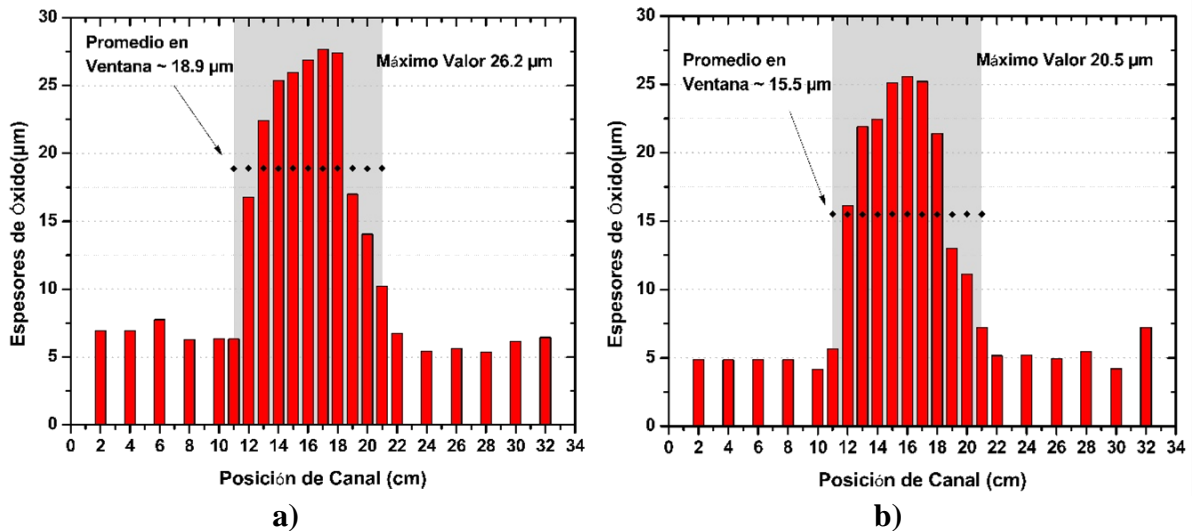 30
25
20
15
10
5
0
Espesores de Óxido(µm)
Promedio en
Ventana ~ 18.9 µm
Máximo Valor 26.2 µm
0 2 4 6 8 10 12 14 16 18 20 22 24 26 28 30 32 34
Posición de Canal (cm)
a)
30
25
20
15
10
5
0
Espesores de Óxido(µm)
Promedio en
Ventana ~ 15.5 µm
Máximo Valor 20.5 µm
0 2 4 6 8 10 12 14 16 18 20 22 24 26 28 30 32 34
Posición de Canal (cm)
b)